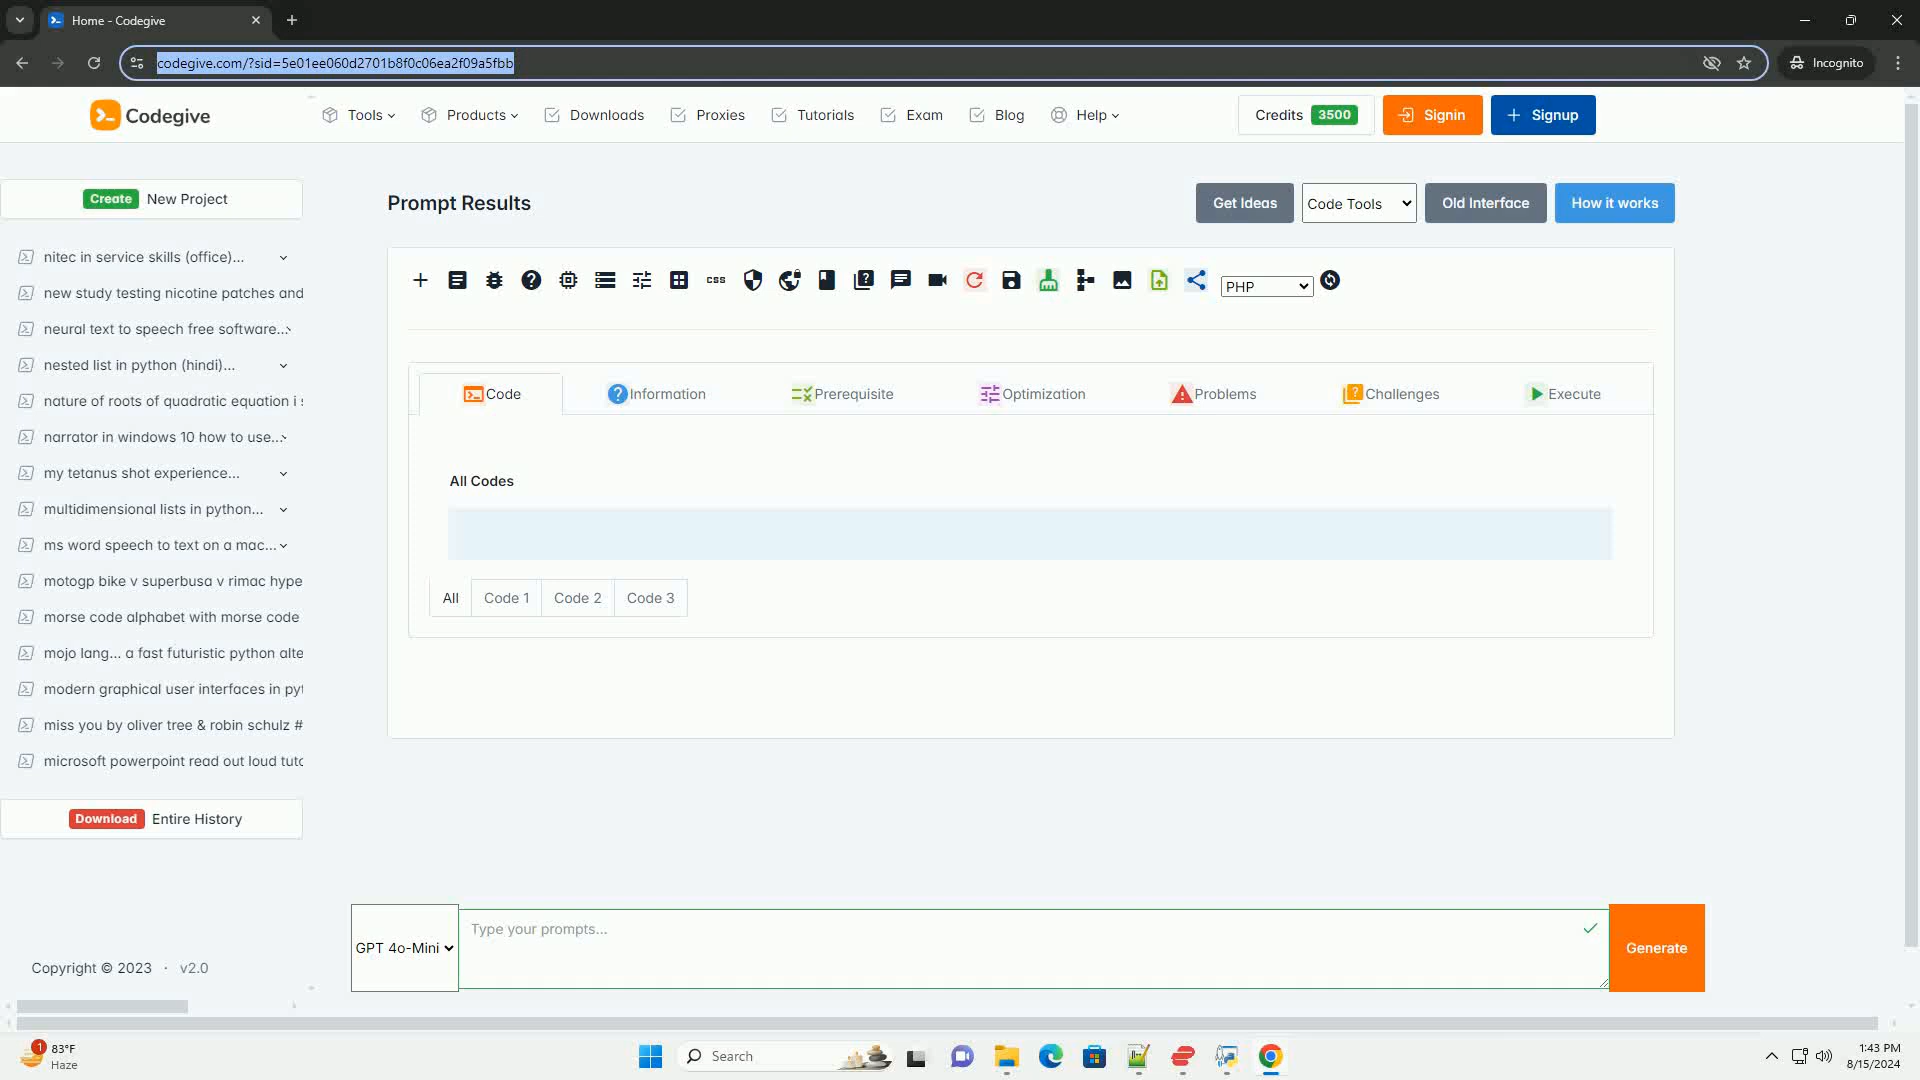 Home - Codegive
codegive.com/?sid=5e01ee060d2701b8f0c06ea2f09a5fbb
Incognito
Codegive
Tools
Products
Downloads
Proxies
Tutorials
Exam
Blog
Help
Credits 3500
Signin
Signup
Create New Project
nitec in service skills (office)...
new study testing nicotine patches and
neural text to speech free software...
nested list in python (hindi)...
nature of roots of quadratic equation i s
narrator in windows 10 how to use...
my tetanus shot experience...
multidimensional lists in python...
ms word speech to text on a mac...
motogp bike v superbusa v rimac hype
morse code alphabet with morse code
mojo lang... a fast futuristic python alte
modern graphical user interfaces in pyt
miss you by oliver tree & robin schulz #
microsoft powerpoint read out loud tuto
Download Entire History
Copyright © 2023 · v2.0
Prompt Results
Get Ideas
Code Tools
Old Interface
How it works
css
PHP
Code
Information
Prerequisite
Optimization
Problems
Challenges
Execute
All Codes
All
Code 1
Code 2
Code 3
GPT 4o-Mini
Type your prompts...
Generate
1
83°F
Haze
Search
1:43 PM
8/15/2024